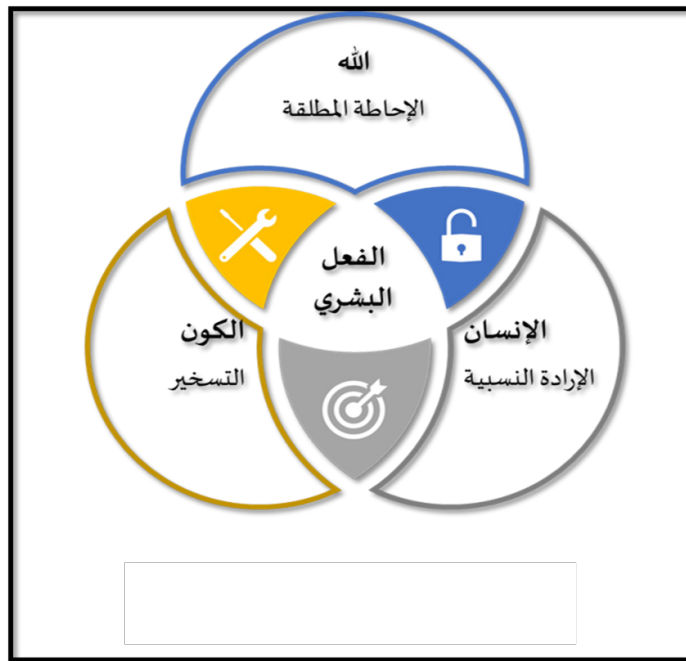 الله
الإحاطة المطلقة
الفعل
البشري
الإنسان
الإرادة النسبية
الكون
التسخير